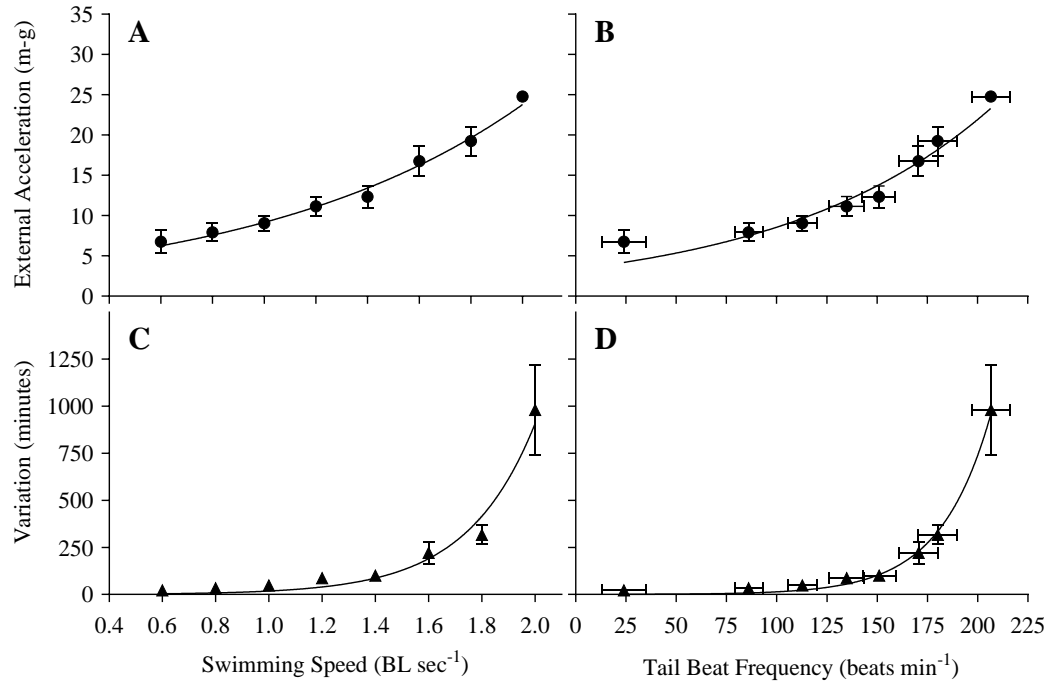 A
B
External Acceleration (m-g)
35
30
25
20
15
10
5
0
C
D
Variation (minutes)
1250
1000
750
500
250
0
0.4 0.6 0.8 1.0 1.2 1.4 1.6 1.8 2.0
0 25 50 75 100 125 150 175 200 225
Swimming Speed (BL sec⁻¹)
Tail Beat Frequency (beats min⁻¹)